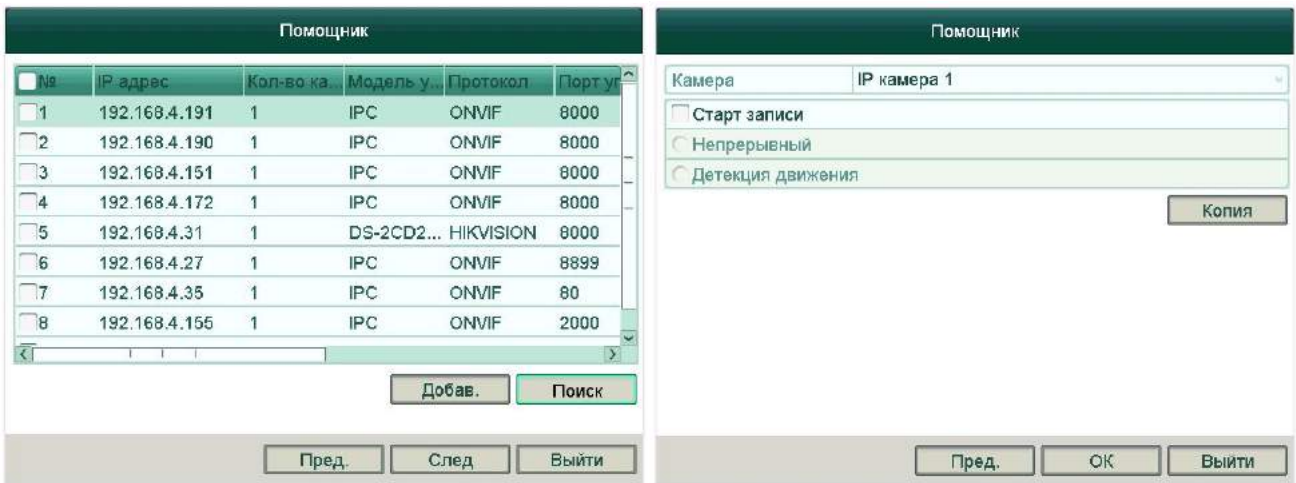 Помощник
№ IP адрес Кол-во ка... Модель у... Протокол Порт уп
1 192.168.4.191 1 IPC ONVIF 8000
2 192.168.4.190 1 IPC ONVIF 8000
3 192.168.4.151 1 IPC ONVIF 8000
4 192.168.4.172 1 IPC ONVIF 8000
5 192.168.4.31 1 DS-2CD2... HIKVISION 8000
6 192.168.4.27 1 IPC ONVIF 8899
7 192.168.4.35 1 IPC ONVIF 80
8 192.168.4.155 1 IPC ONVIF 2000
Добав. Поиск
Пред. След Выйти
Помощник
Камера IP камера 1
Старт записи
Непрерывный
Детекция движения
Копия
Пред. OK Выйти